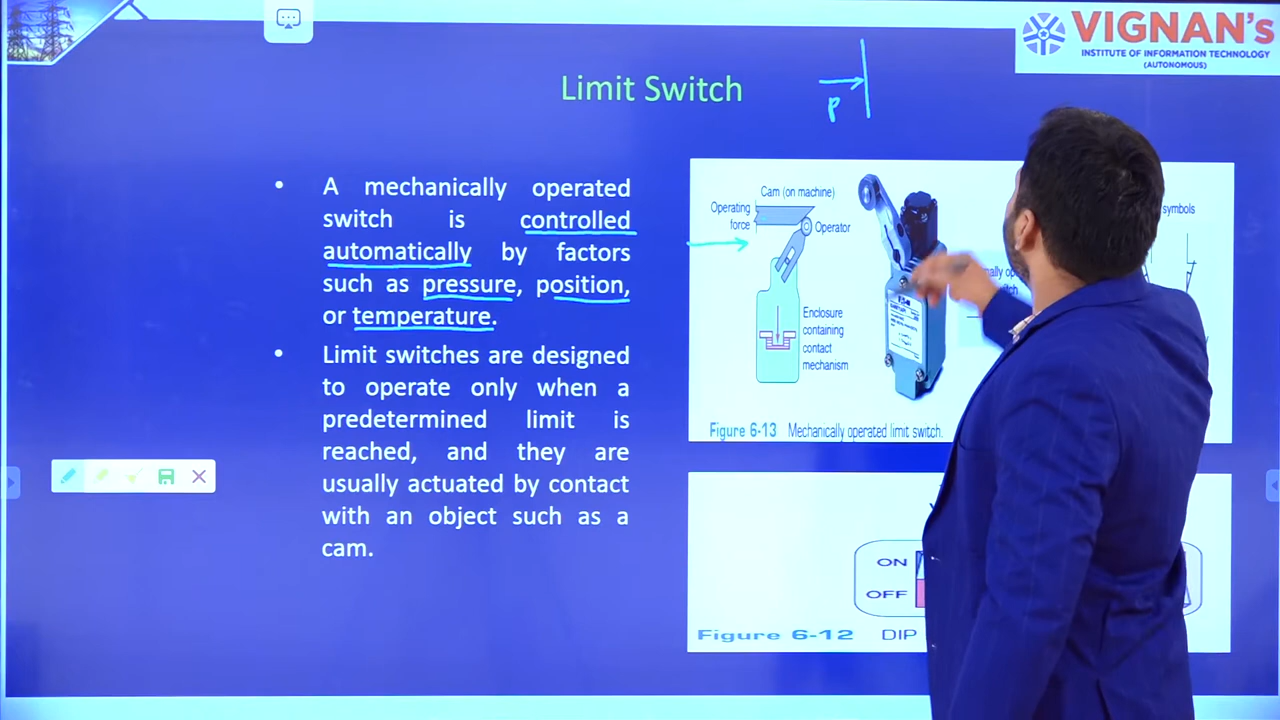 VIGNAN's
INSTITUTE OF INFORMATION TECHNOLOGY
(AUTONOMOUS)
Limit Switch
P
• A mechanically operated
switch is controlled
automatically by factors
such as pressure, position,
or temperature.
• Limit switches are designed
to operate only when a
predetermined limit is
reached, and they are
usually actuated by contact
with an object such as a
cam.
Cam (on machine)
Operating
force
Operator
Enclosure
containing
contact
mechanism
symbols
Figure 6-13 Mechanically operated limit switch.
ON
OFF
Figure 6-12 DIP